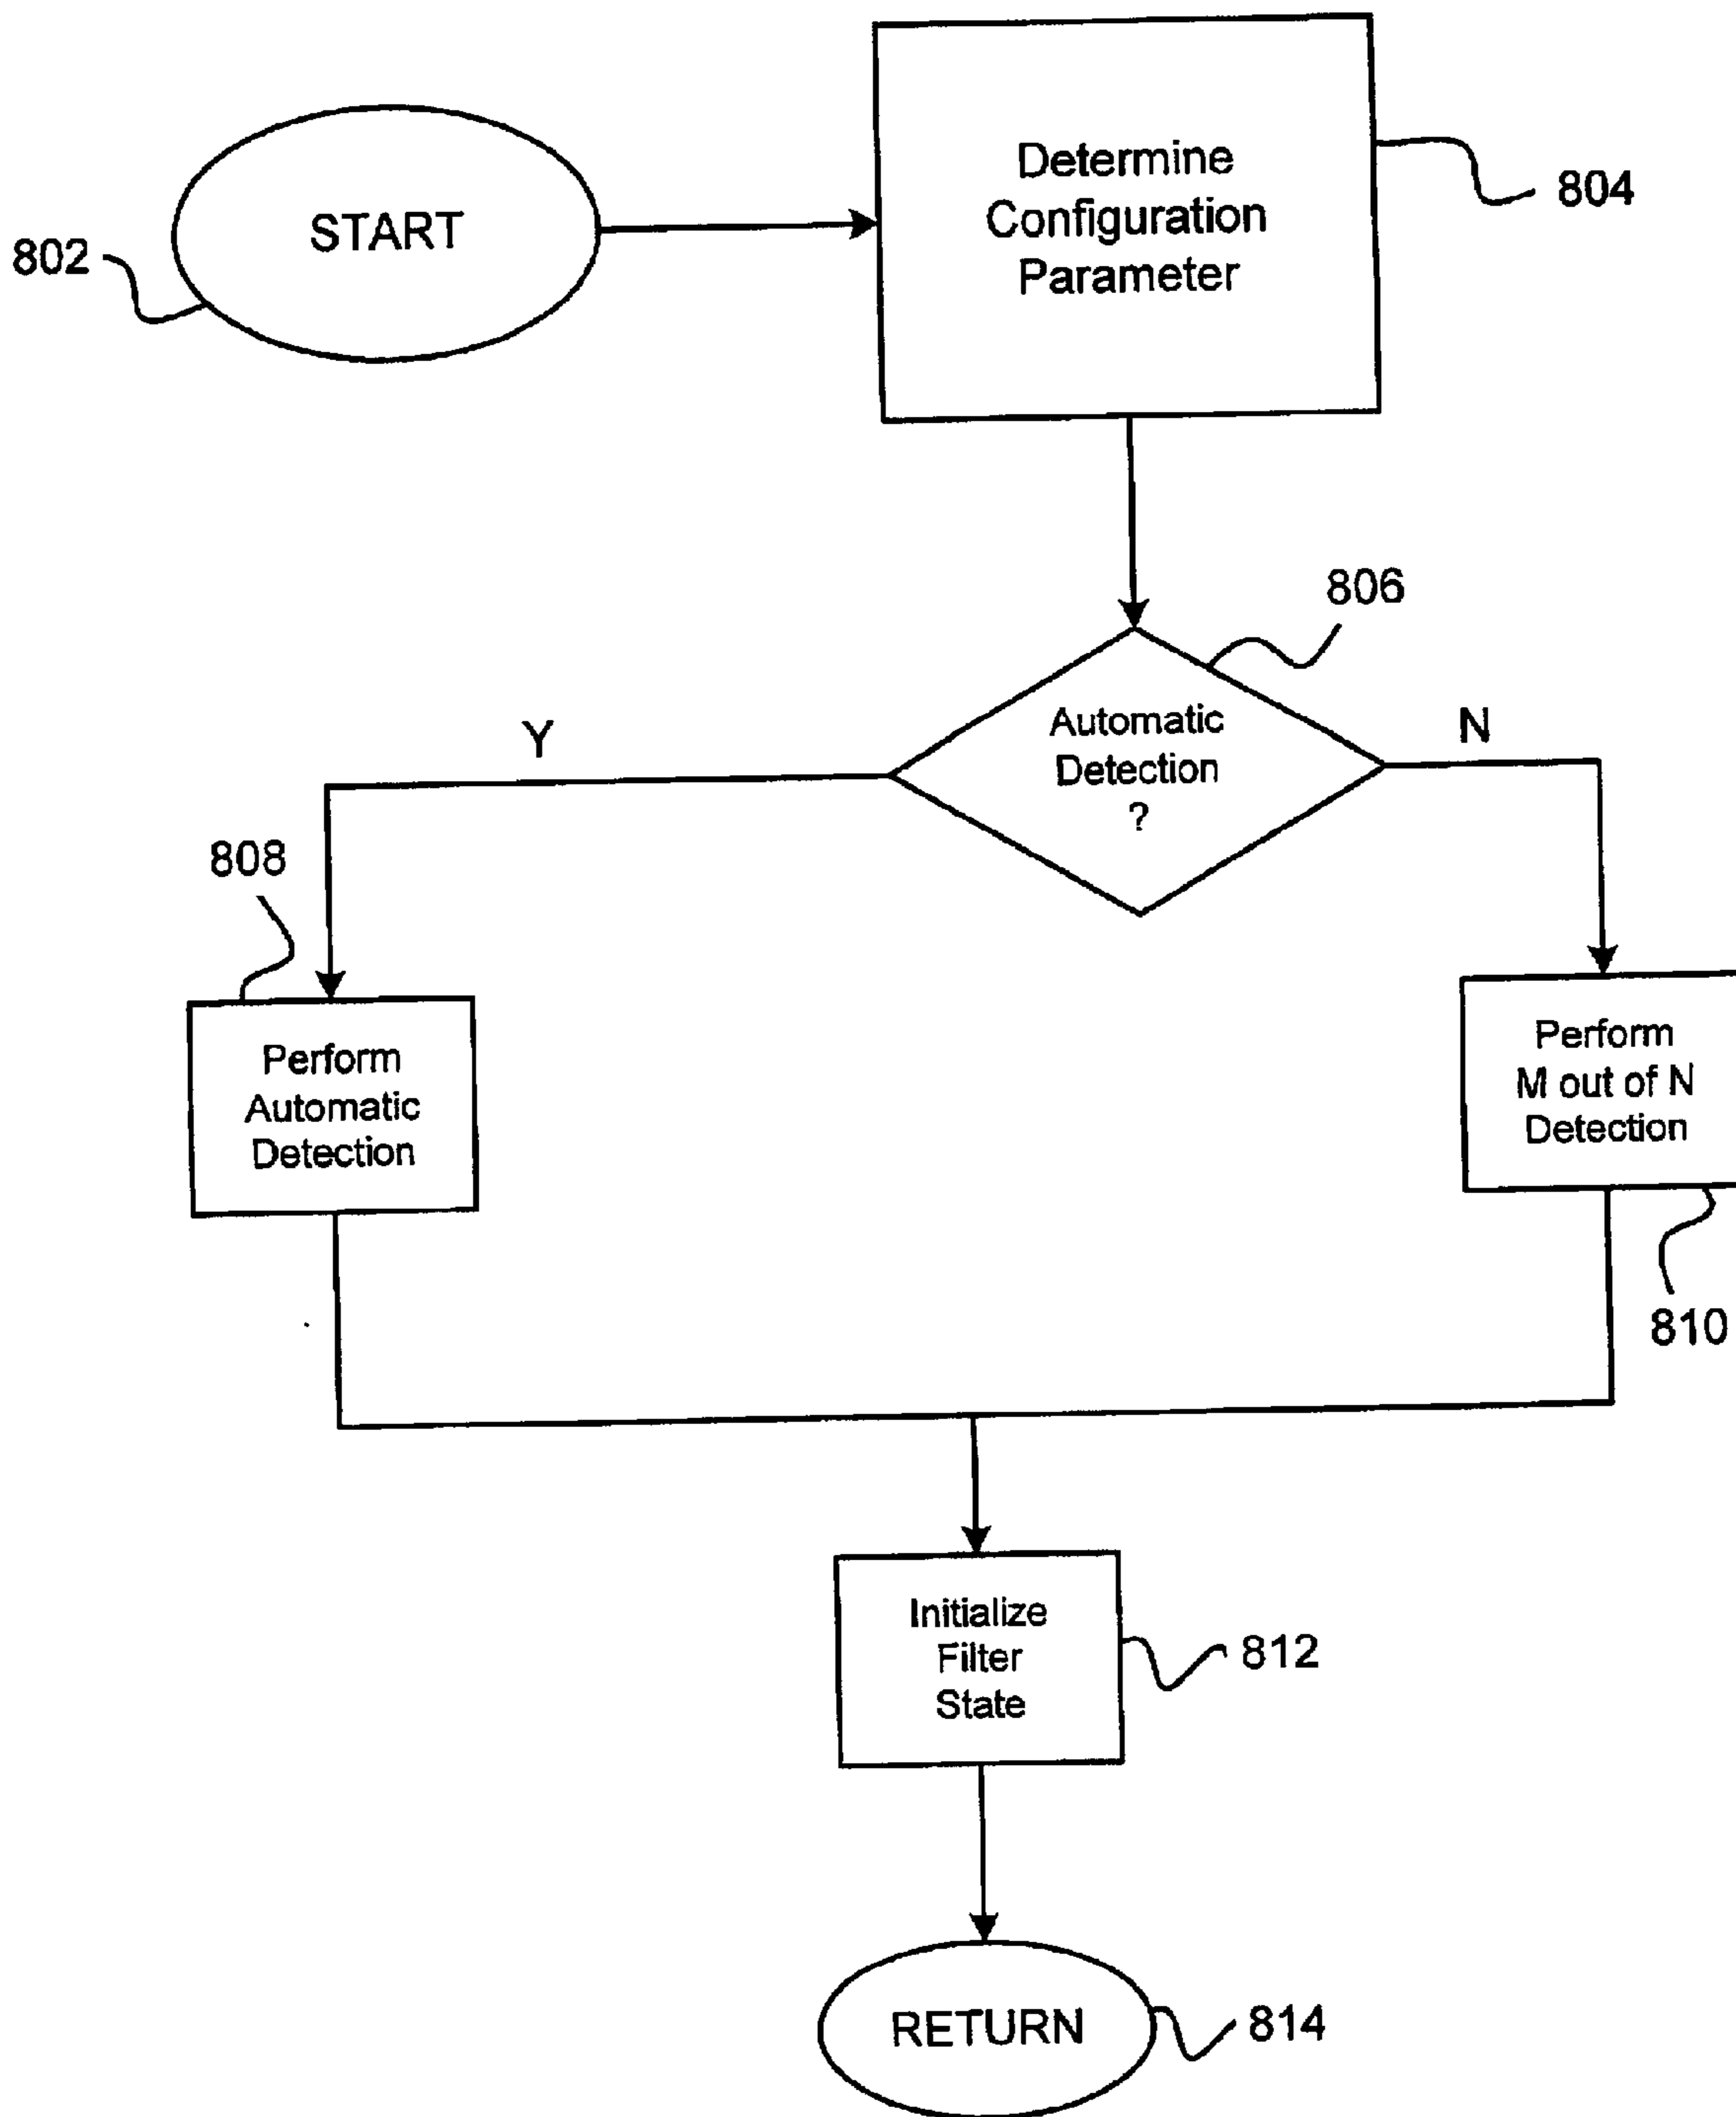 802
START
Determine
Configuration
Parameter
804
806
Automatic
Detection
?
Y
N
808
Perform
Automatic
Detection
Perform
M out of N
Detection
810
Initialize
Filter
State
812
RETURN
814